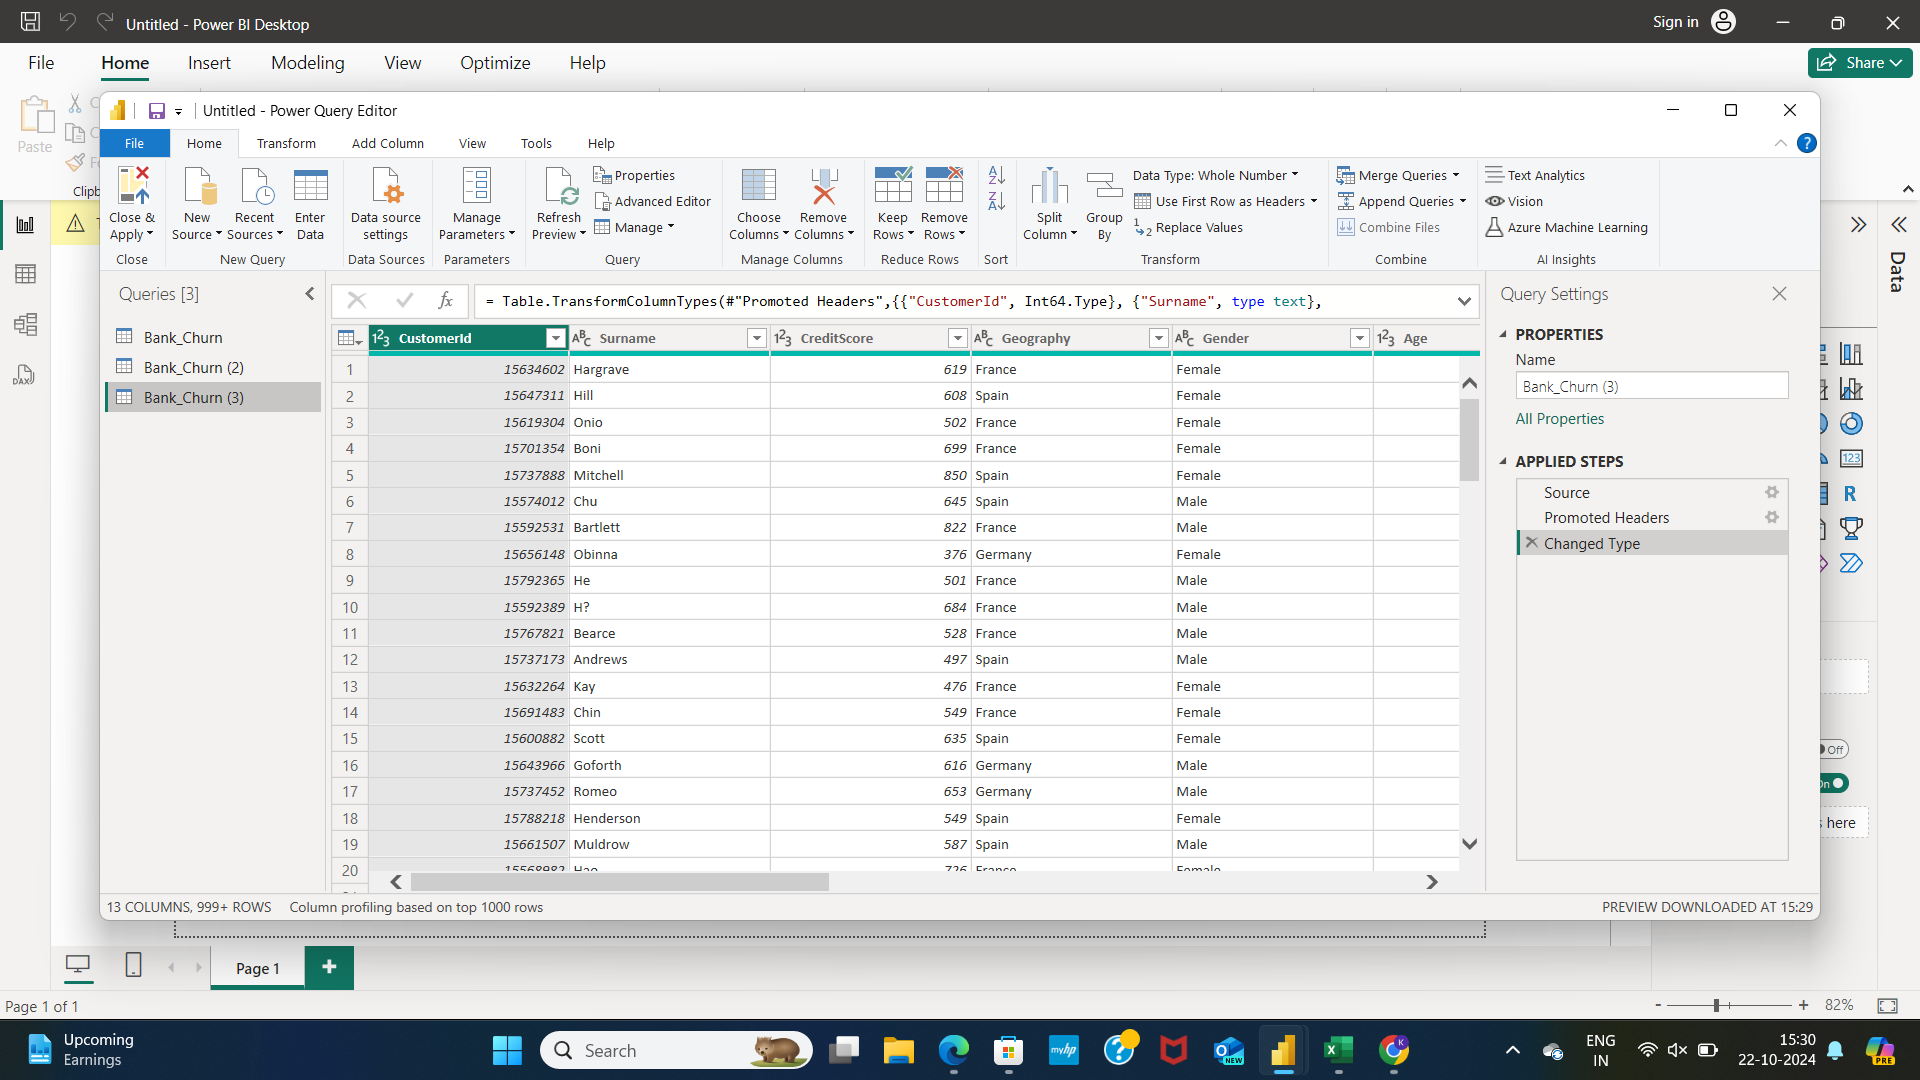 Untitled - Power BI Desktop
Sign in
File Home Insert Modeling View Optimize Help
Share
Paste
Clipb
Untitled - Power Query Editor
File Home Transform Add Column View Tools Help
Close & Apply
New Source
Recent Sources
Enter Data
Data source settings
Manage Parameters
Refresh Preview
Properties
Advanced Editor
Manage
Choose Columns
Remove Columns
Keep Rows
Remove Rows
Split Column
Group By
Data Type: Whole Number
Use First Row as Headers
Replace Values
Merge Queries
Append Queries
Combine Files
Text Analytics
Vision
Azure Machine Learning
Close New Query Data Sources Parameters Query Manage Columns Reduce Rows Sort Transform Combine AI Insights
Queries [3]
Bank_Churn
Bank_Churn (2)
Bank_Churn (3)
fx = Table.TransformColumnTypes(#"Promoted Headers",{{"CustomerId", Int64.Type}, {"Surname", type text},
CustomerId Surname CreditScore Geography Gender Age
1 15634602 Hargrave 619 France Female
2 15647311 Hill 608 Spain Female
3 15619304 Onio 502 France Female
4 15701354 Boni 699 France Female
5 15737888 Mitchell 850 Spain Female
6 15574012 Chu 645 Spain Male
7 15592531 Bartlett 822 France Male
8 15656148 Obinna 376 Germany Female
9 15792365 He 501 France Male
10 15592389 H? 684 France Male
11 15767821 Bearce 528 France Male
12 15737173 Andrews 497 Spain Male
13 15632264 Kay 476 France Female
14 15691483 Chin 549 France Female
15 15600882 Scott 635 Spain Female
16 15643966 Goforth 616 Germany Male
17 15737452 Romeo 653 Germany Male
18 15788218 Henderson 549 Spain Female
19 15661507 Muldrow 587 Spain Male
20 15568982 Hao 726 France Female
Query Settings
PROPERTIES
Name
Bank_Churn (3)
All Properties
APPLIED STEPS
Source
Promoted Headers
Changed Type
13 COLUMNS, 999+ ROWS Column profiling based on top 1000 rows
PREVIEW DOWNLOADED AT 15:29
Data
DAX
123
R
Off
On
here
Page 1
Page 1 of 1
82%
Upcoming
Earnings
Search
myhp
NEW
K
ENG
IN
15:30
22-10-2024
PRE